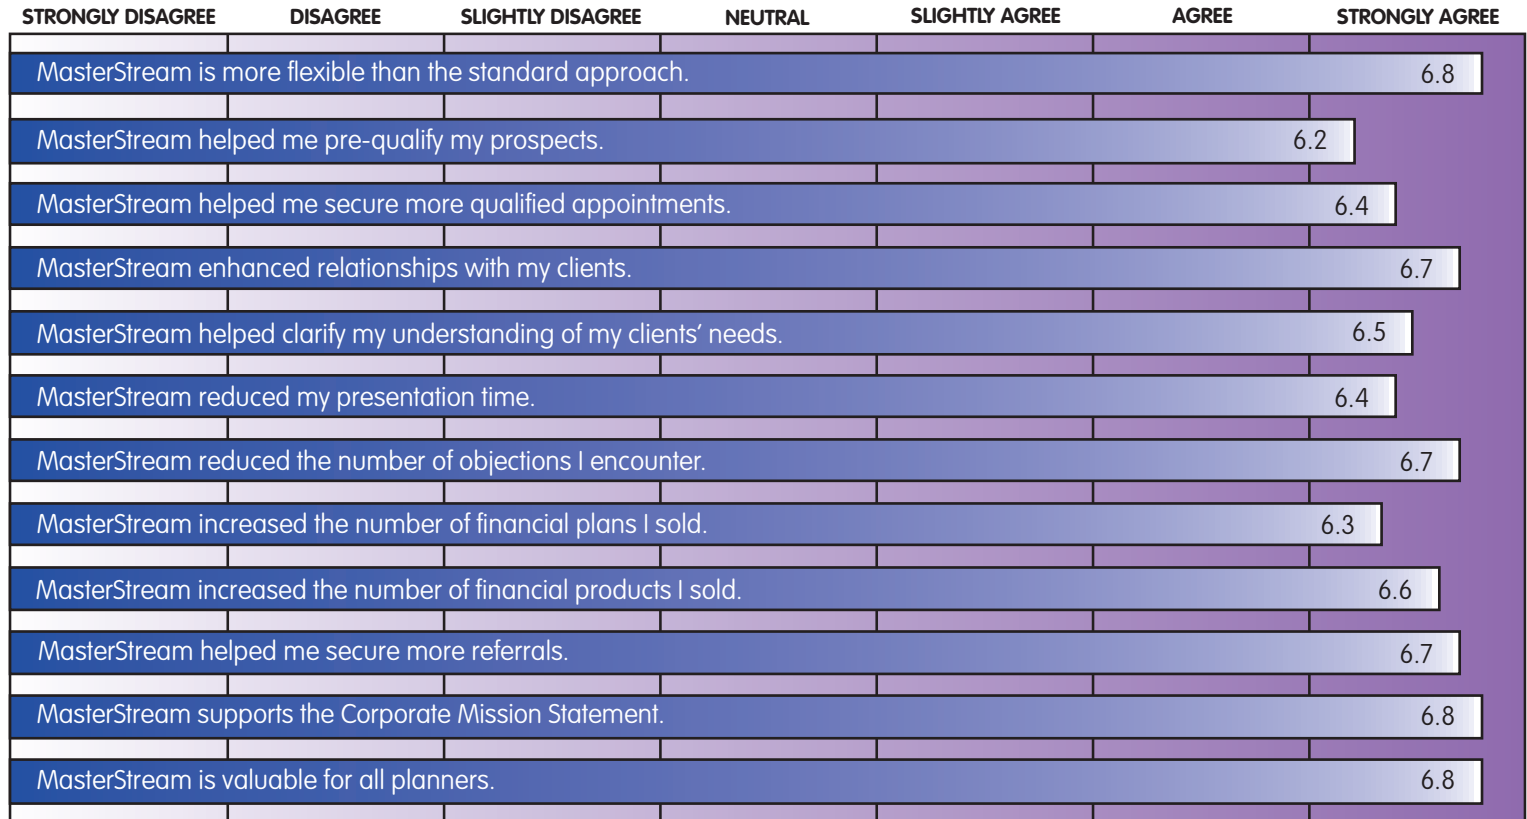 STRONGLY DISAGREE DISAGREE SLIGHTLY DISAGREE NEUTRAL SLIGHTLY AGREE AGREE STRONGLY AGREE
MasterStream is more flexible than the standard approach. 6.8
MasterStream helped me pre-qualify my prospects. 6.2
MasterStream helped me secure more qualified appointments. 6.4
MasterStream enhanced relationships with my clients. 6.7
MasterStream helped clarify my understanding of my clients’ needs. 6.5
MasterStream reduced my presentation time. 6.4
MasterStream reduced the number of objections I encounter. 6.7
MasterStream increased the number of financial plans I sold. 6.3
MasterStream increased the number of financial products I sold. 6.6
MasterStream helped me secure more referrals. 6.7
MasterStream supports the Corporate Mission Statement. 6.8
MasterStream is valuable for all planners. 6.8